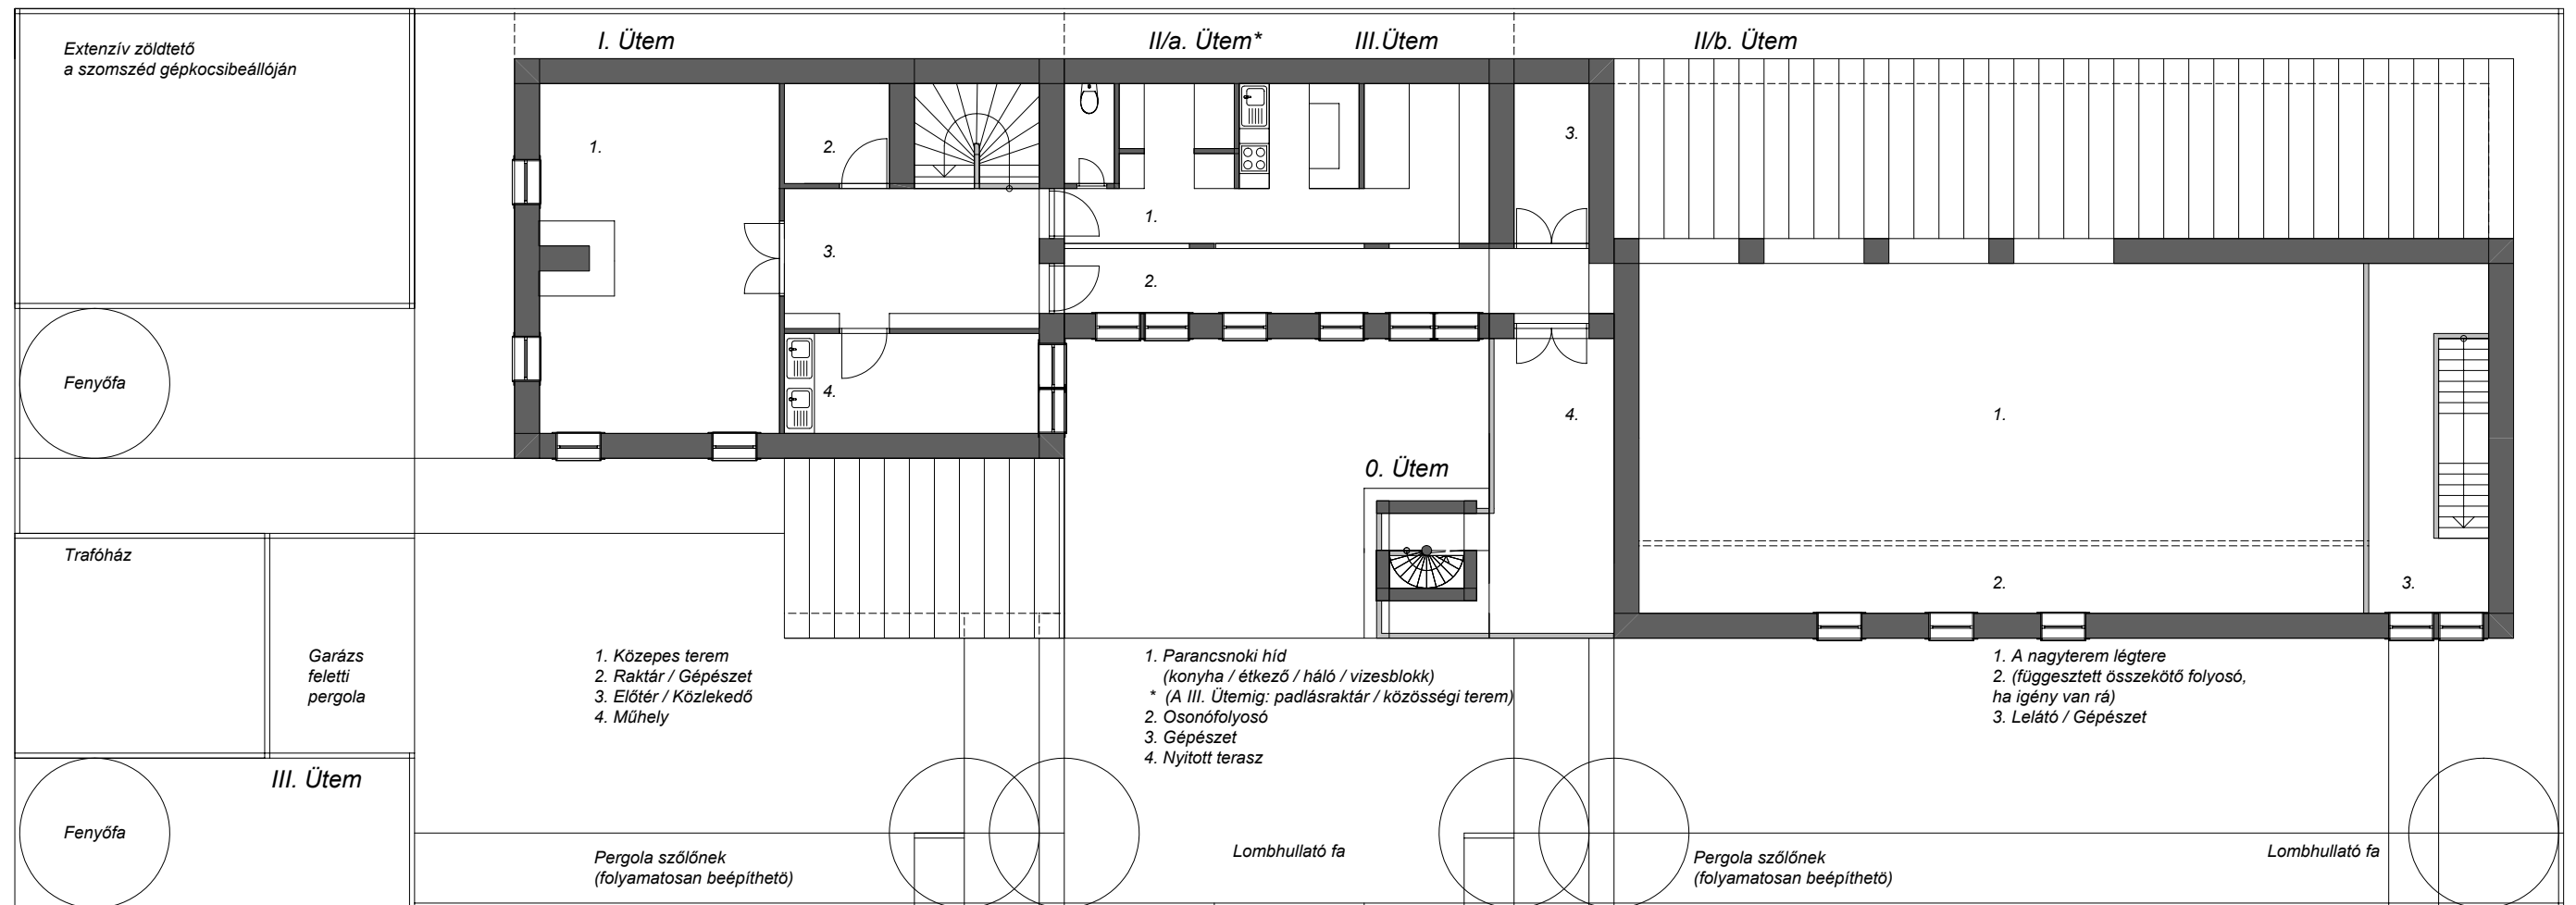 I. Ütem
II/a. Ütem*
III.Ütem
II/b. Ütem
Extenzív zöldtető
a szomszéd gépkocsibeállóján
1.
2.
3.
4.
1.
2.
3.
4.
1.
2.
3.
Fenyőfa
0. Ütem
Trafóház
Garázs
feletti
pergola
1. Közepes terem
2. Raktár / Gépészet
3. Előtér / Közlekedő
4. Műhely
1. Parancsnoki híd
(konyha / étkező / háló / vizesblokk)
* (A III. Ütemig: padlásraktár / közösségi terem)
2. Osonófolyosó
3. Gépészet
4. Nyitott terasz
1. A nagyterem légtere
2. (függesztett összekötő folyosó,
ha igény van rá)
3. Lelátó / Gépészet
III. Ütem
Fenyőfa
Pergola szőlőnek
(folyamatosan beépíthetö)
Lombhullató fa
Pergola szőlőnek
(folyamatosan beépíthetö)
Lombhullató fa